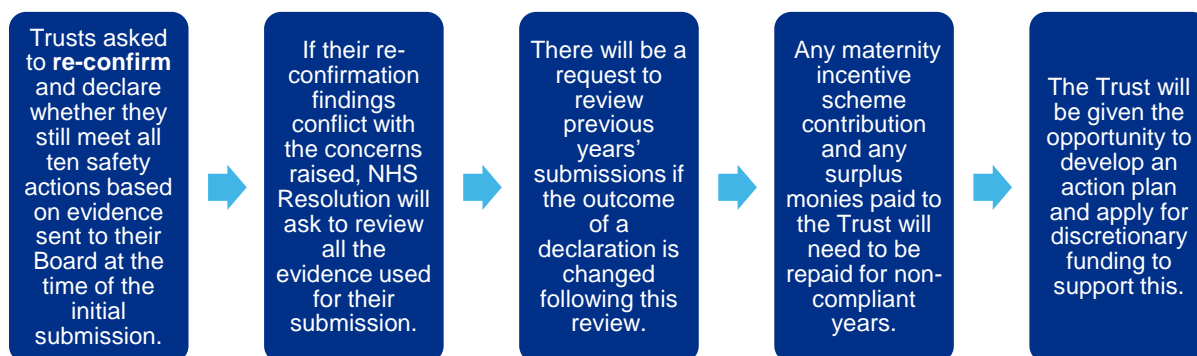 Trusts asked
to re-confirm
and declare
whether they
still meet all
ten safety
actions based
on evidence
sent to their
Board at the
time of the
initial
submission.
If their re-
confirmation
findings
conflict with
the concerns
raised, NHS
Resolution will
ask to review
all the
evidence used
for their
submission.
There will be a
request to
review
previous
years’
submissions if
the outcome
of a
declaration is
changed
following this
review.
Any maternity
incentive
scheme
contribution
and any
surplus
monies paid to
the Trust will
need to be
repaid for non-
compliant
years.
The Trust will
be given the
opportunity to
develop an
action plan
and apply for
discretionary
funding to
support this.